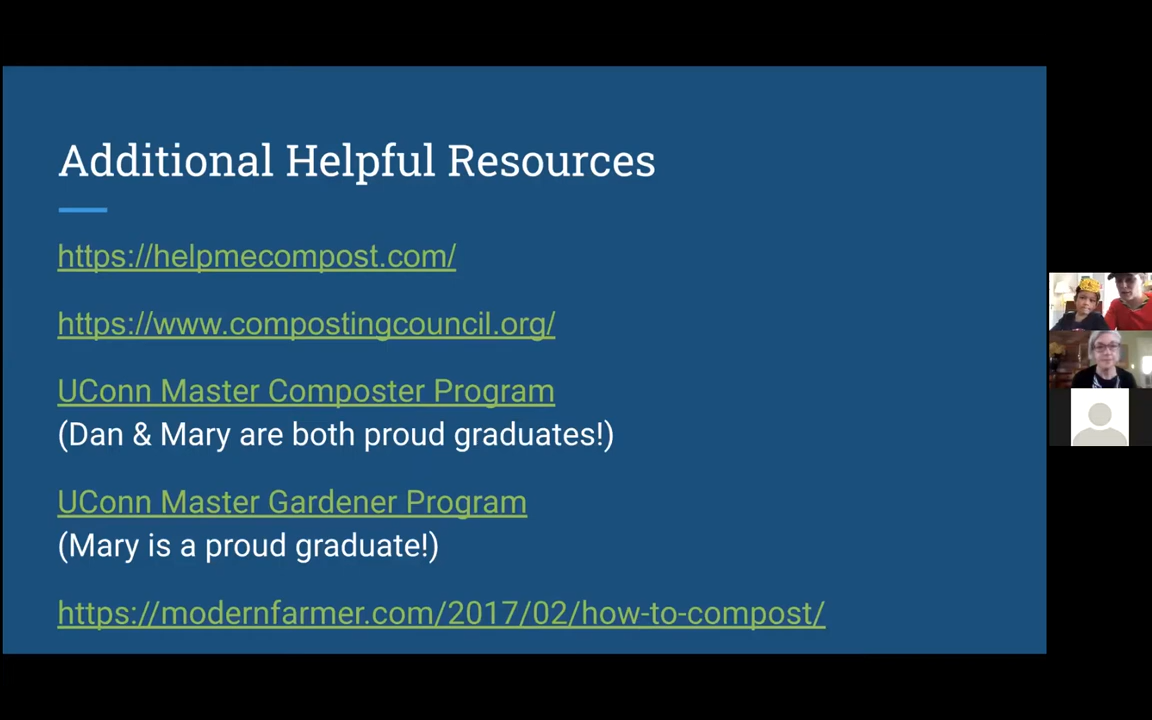 Additional Helpful Resources
https://helpmecompost.com/
https://www.compostingcouncil.org/
UConn Master Composter Program
(Dan & Mary are both proud graduates!)
UConn Master Gardener Program
(Mary is a proud graduate!)
https://modernfarmer.com/2017/02/how-to-compost/